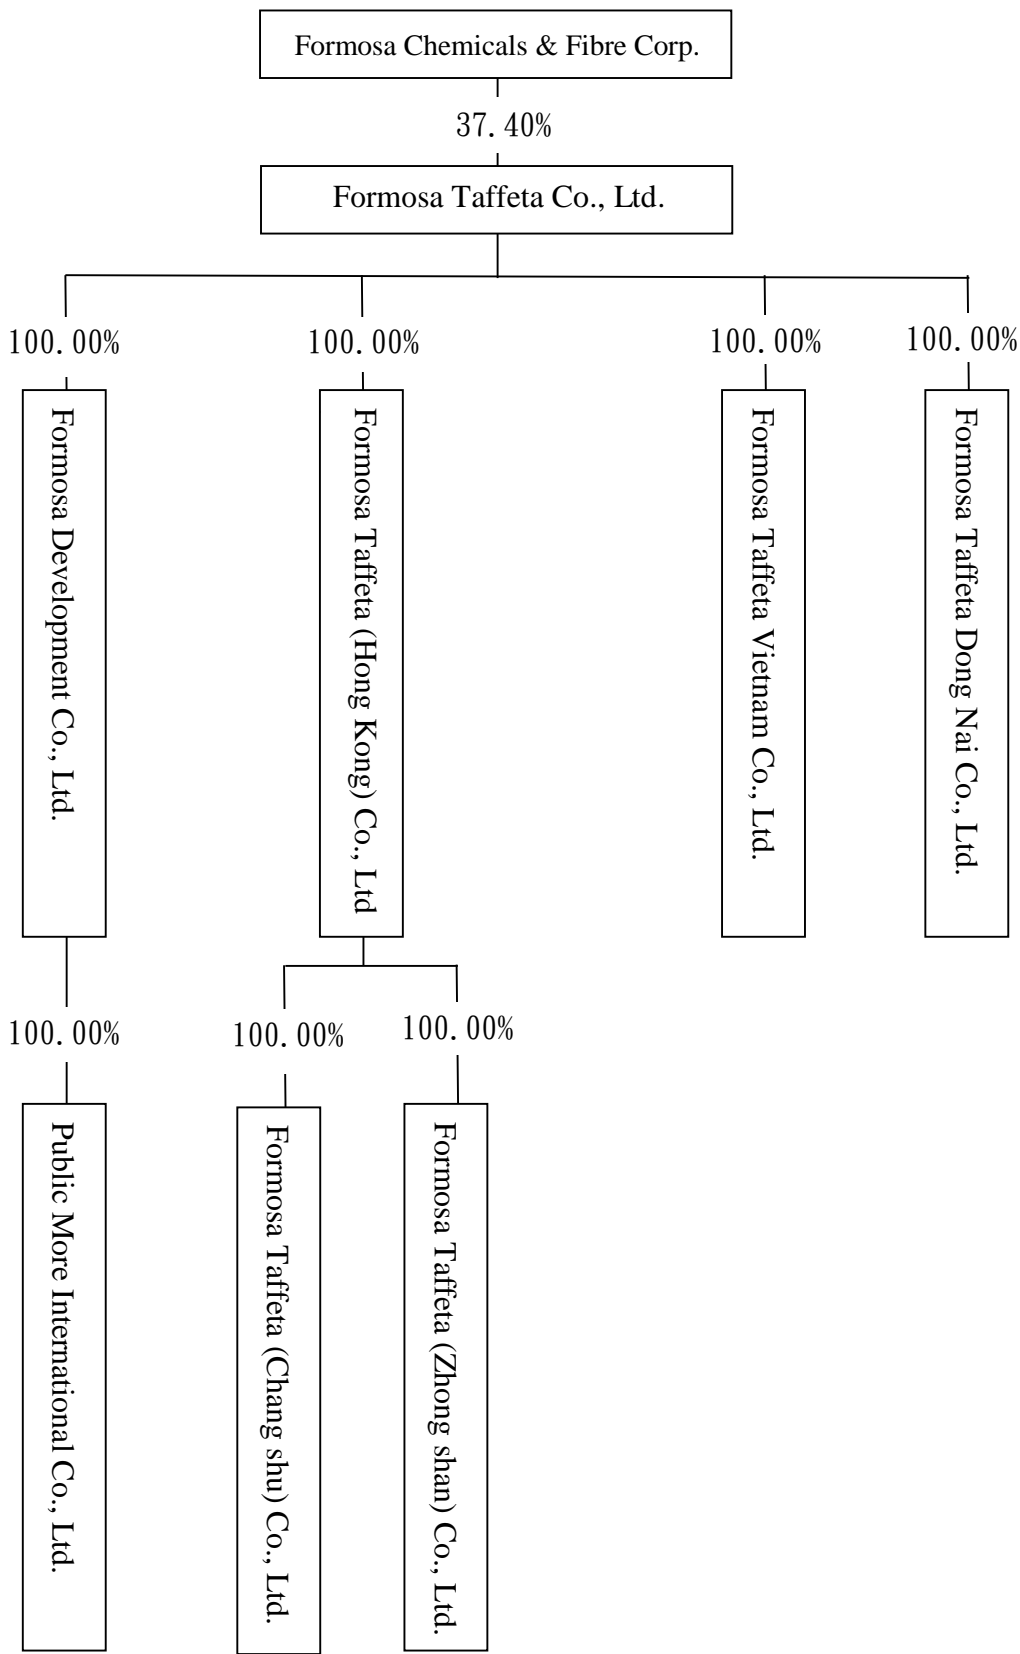 Formosa Chemicals & Fibre Corp.
37.40%
Formosa Taffeta Co., Ltd.
100.00%
100.00%
100.00%
100.00%
Formosa Development Co., Ltd.
Formosa Taffeta (Hong Kong) Co., Ltd
Formosa Taffeta Vietnam Co., Ltd.
Formosa Taffeta Dong Nai Co., Ltd.
100.00%
100.00%
100.00%
Public More International Co., Ltd.
Formosa Taffeta (Chang shu) Co., Ltd.
Formosa Taffeta (Zhong shan) Co., Ltd.